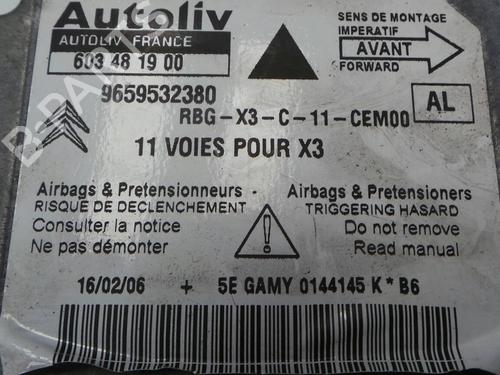 Autoliv
AUTOLIV FRANCE
603 48 19 00
SENS DE MONTAGE
IMPERATIF
AVANT
FORWARD
9659532380
AL
RBG-X3-C-11-CEM00
11 VOIES POUR X3
Airbags & Pretensionneurs - Airbags & Pretensioners
RISQUE DE DECLENCHEMENT
TRIGGERING HASARD
Consulter la notice
Do not remove
Ne pas démonter
Read manual
16/02/06 + 5E GAMY 0144145 K * B6
B-PARTS